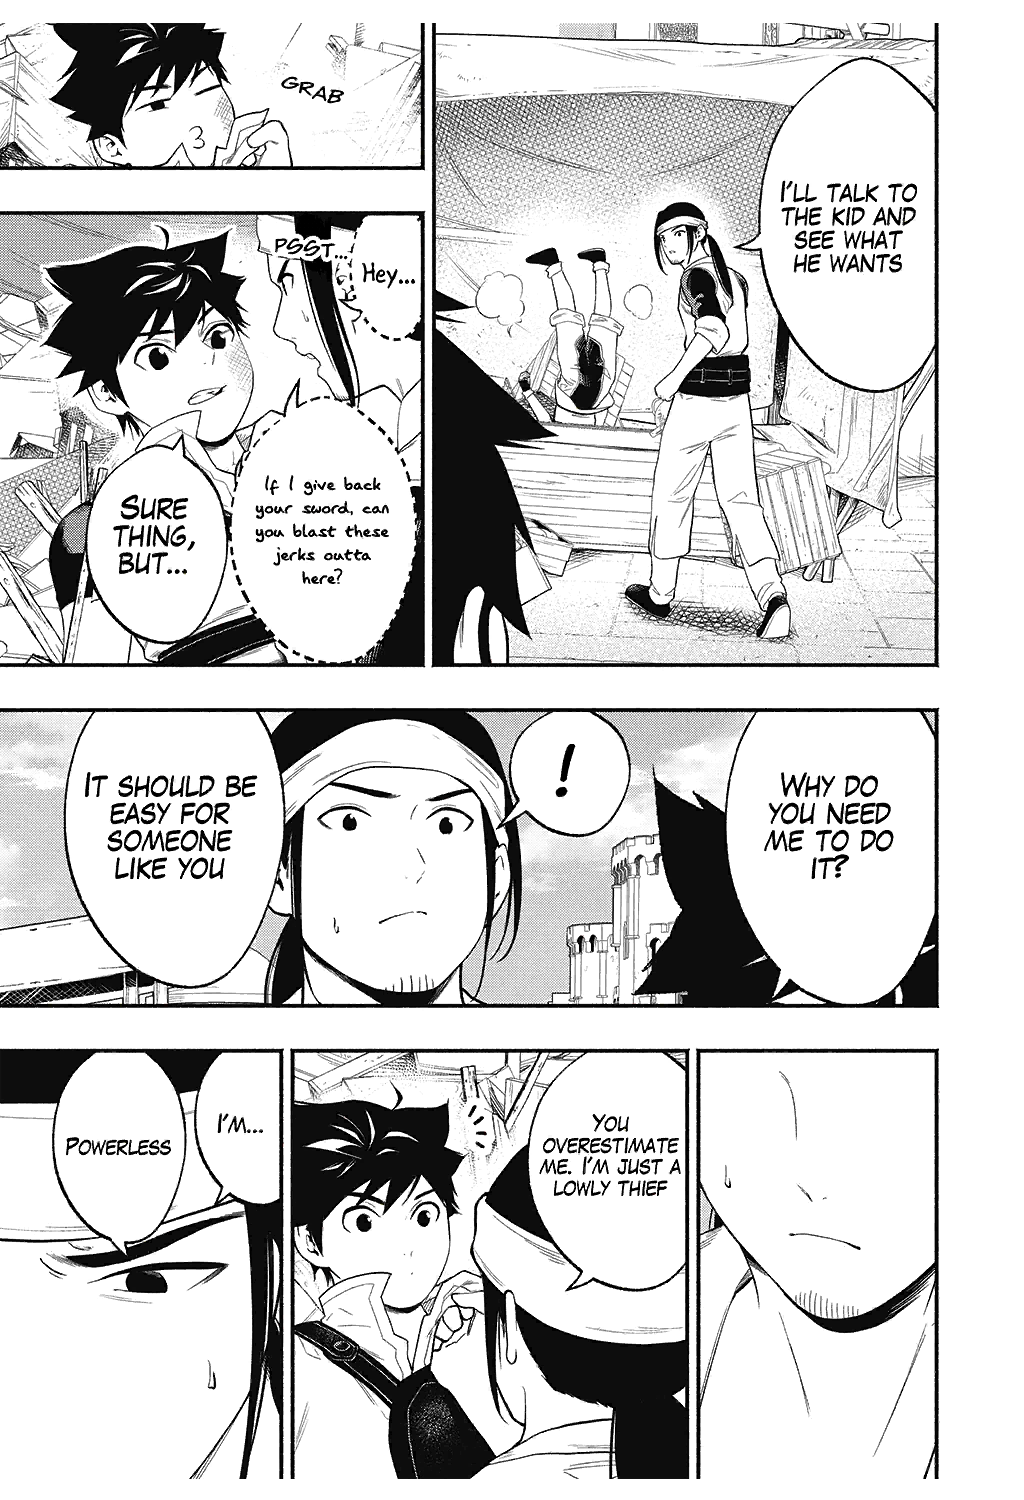 I'LL TALK TO
THE KID AND
SEE WHAT
HE WANTS
GRAB
PSST...
Hey...
If I give back
your sword, can
you blast these
jerks outta
here?
SURE
THING,
BUT...
WHY DO
YOU NEED
ME TO DO
IT?
!
IT SHOULD BE
EASY FOR
SOMEONE
LIKE YOU
YOU
OVERESTIMATE
ME. I'M JUST A
LOWLY THIEF
I'M...
POWERLESS